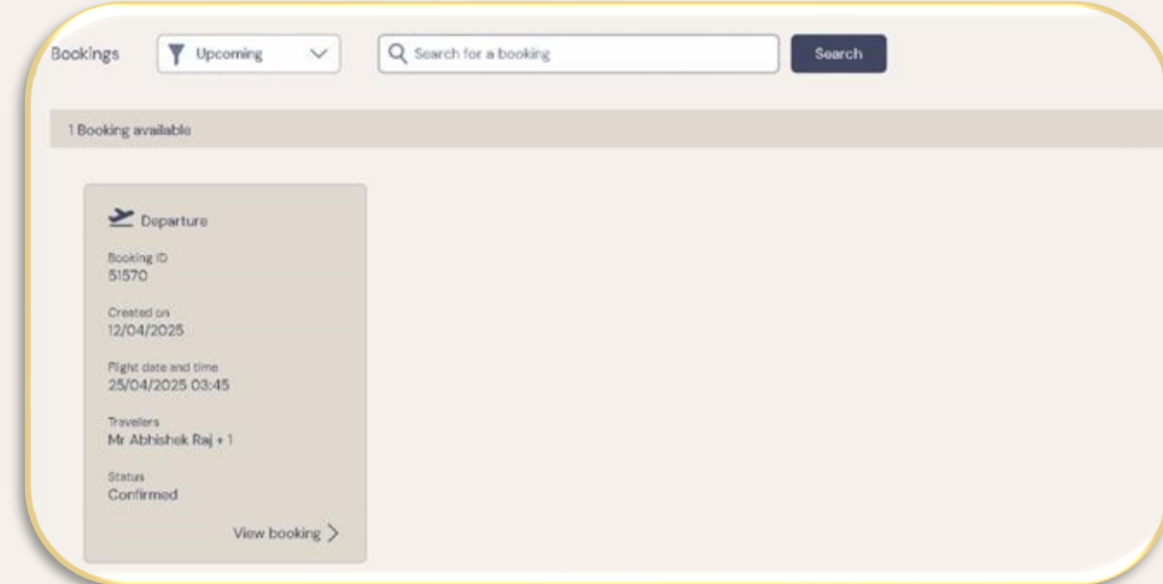 Bookings
Upcoming
Search for a booking
Search
1 Booking available
Departure
Booking ID
51570
Created on
12/04/2025
Flight date and time
25/04/2025 03:45
Travelers
Mr Abhishek Raj + 1
Status
Confirmed
View booking